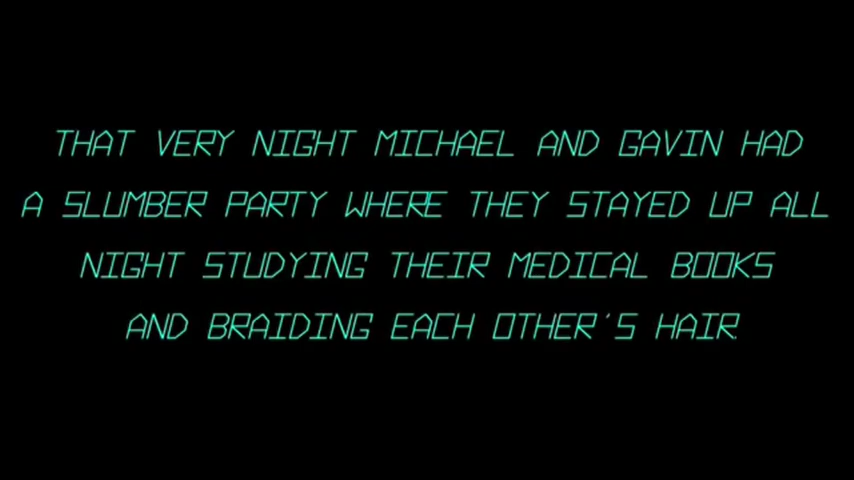 THAT VERY NIGHT MICHAEL AND GAVIN HAD
A SLUMBER PARTY WHERE THEY STAYED UP ALL
NIGHT STUDYING THEIR MEDICAL BOOKS
AND BRAIDING EACH OTHER'S HAIR.